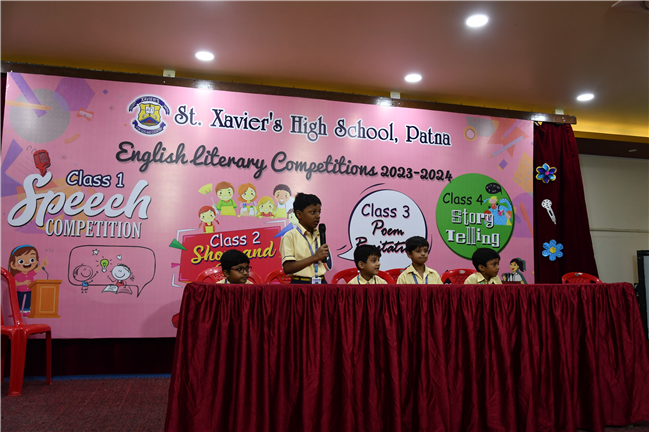 St. Xavier's High School, Patna
English Literary Competitions 2023-2024
Class 1
Speech
COMPETITION
Class 2
Class 3
Poem
Class 4
Story
Telling